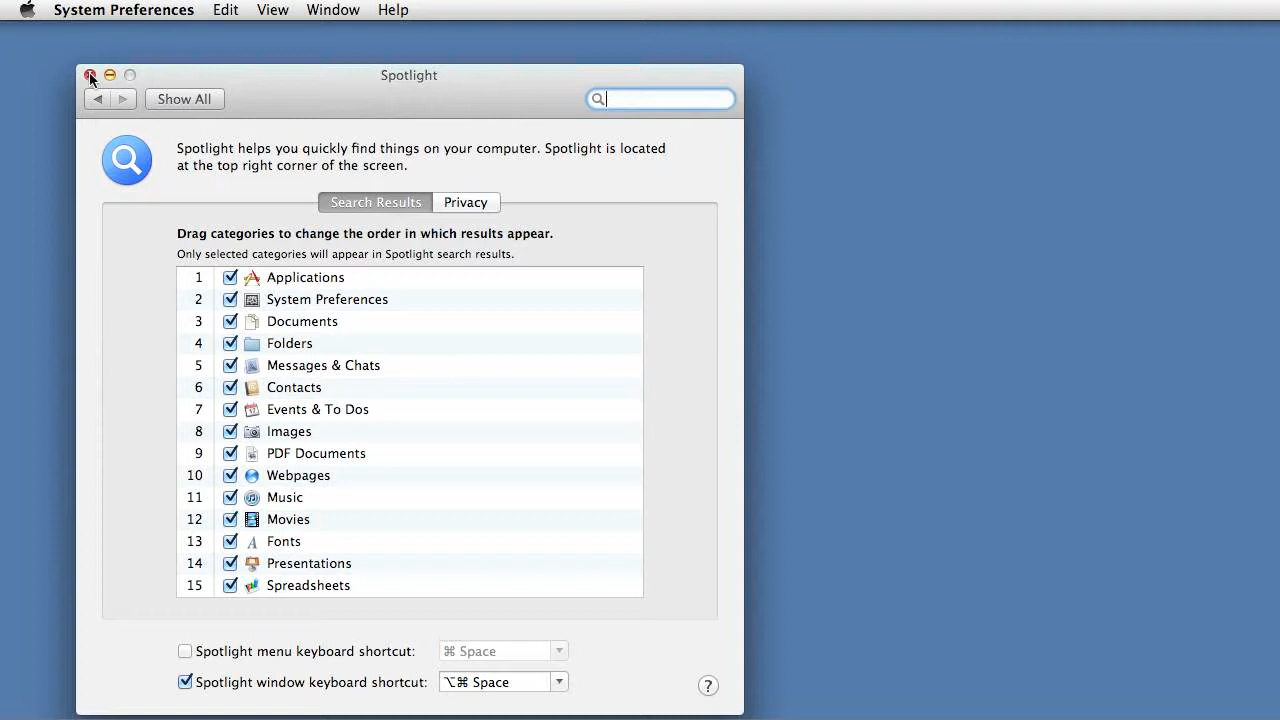 System Preferences Edit View Window Help
Spotlight
Show All
Spotlight helps you quickly find things on your computer. Spotlight is located
at the top right corner of the screen.
Search Results Privacy
Drag categories to change the order in which results appear.
Only selected categories will appear in Spotlight search results.
1 Applications
2 System Preferences
3 Documents
4 Folders
5 Messages & Chats
6 Contacts
7 Events & To Dos
8 Images
9 PDF Documents
10 Webpages
11 Music
12 Movies
13 Fonts
14 Presentations
15 Spreadsheets
Spotlight menu keyboard shortcut: ⌘ Space
Spotlight window keyboard shortcut: ⌥⌘ Space
?